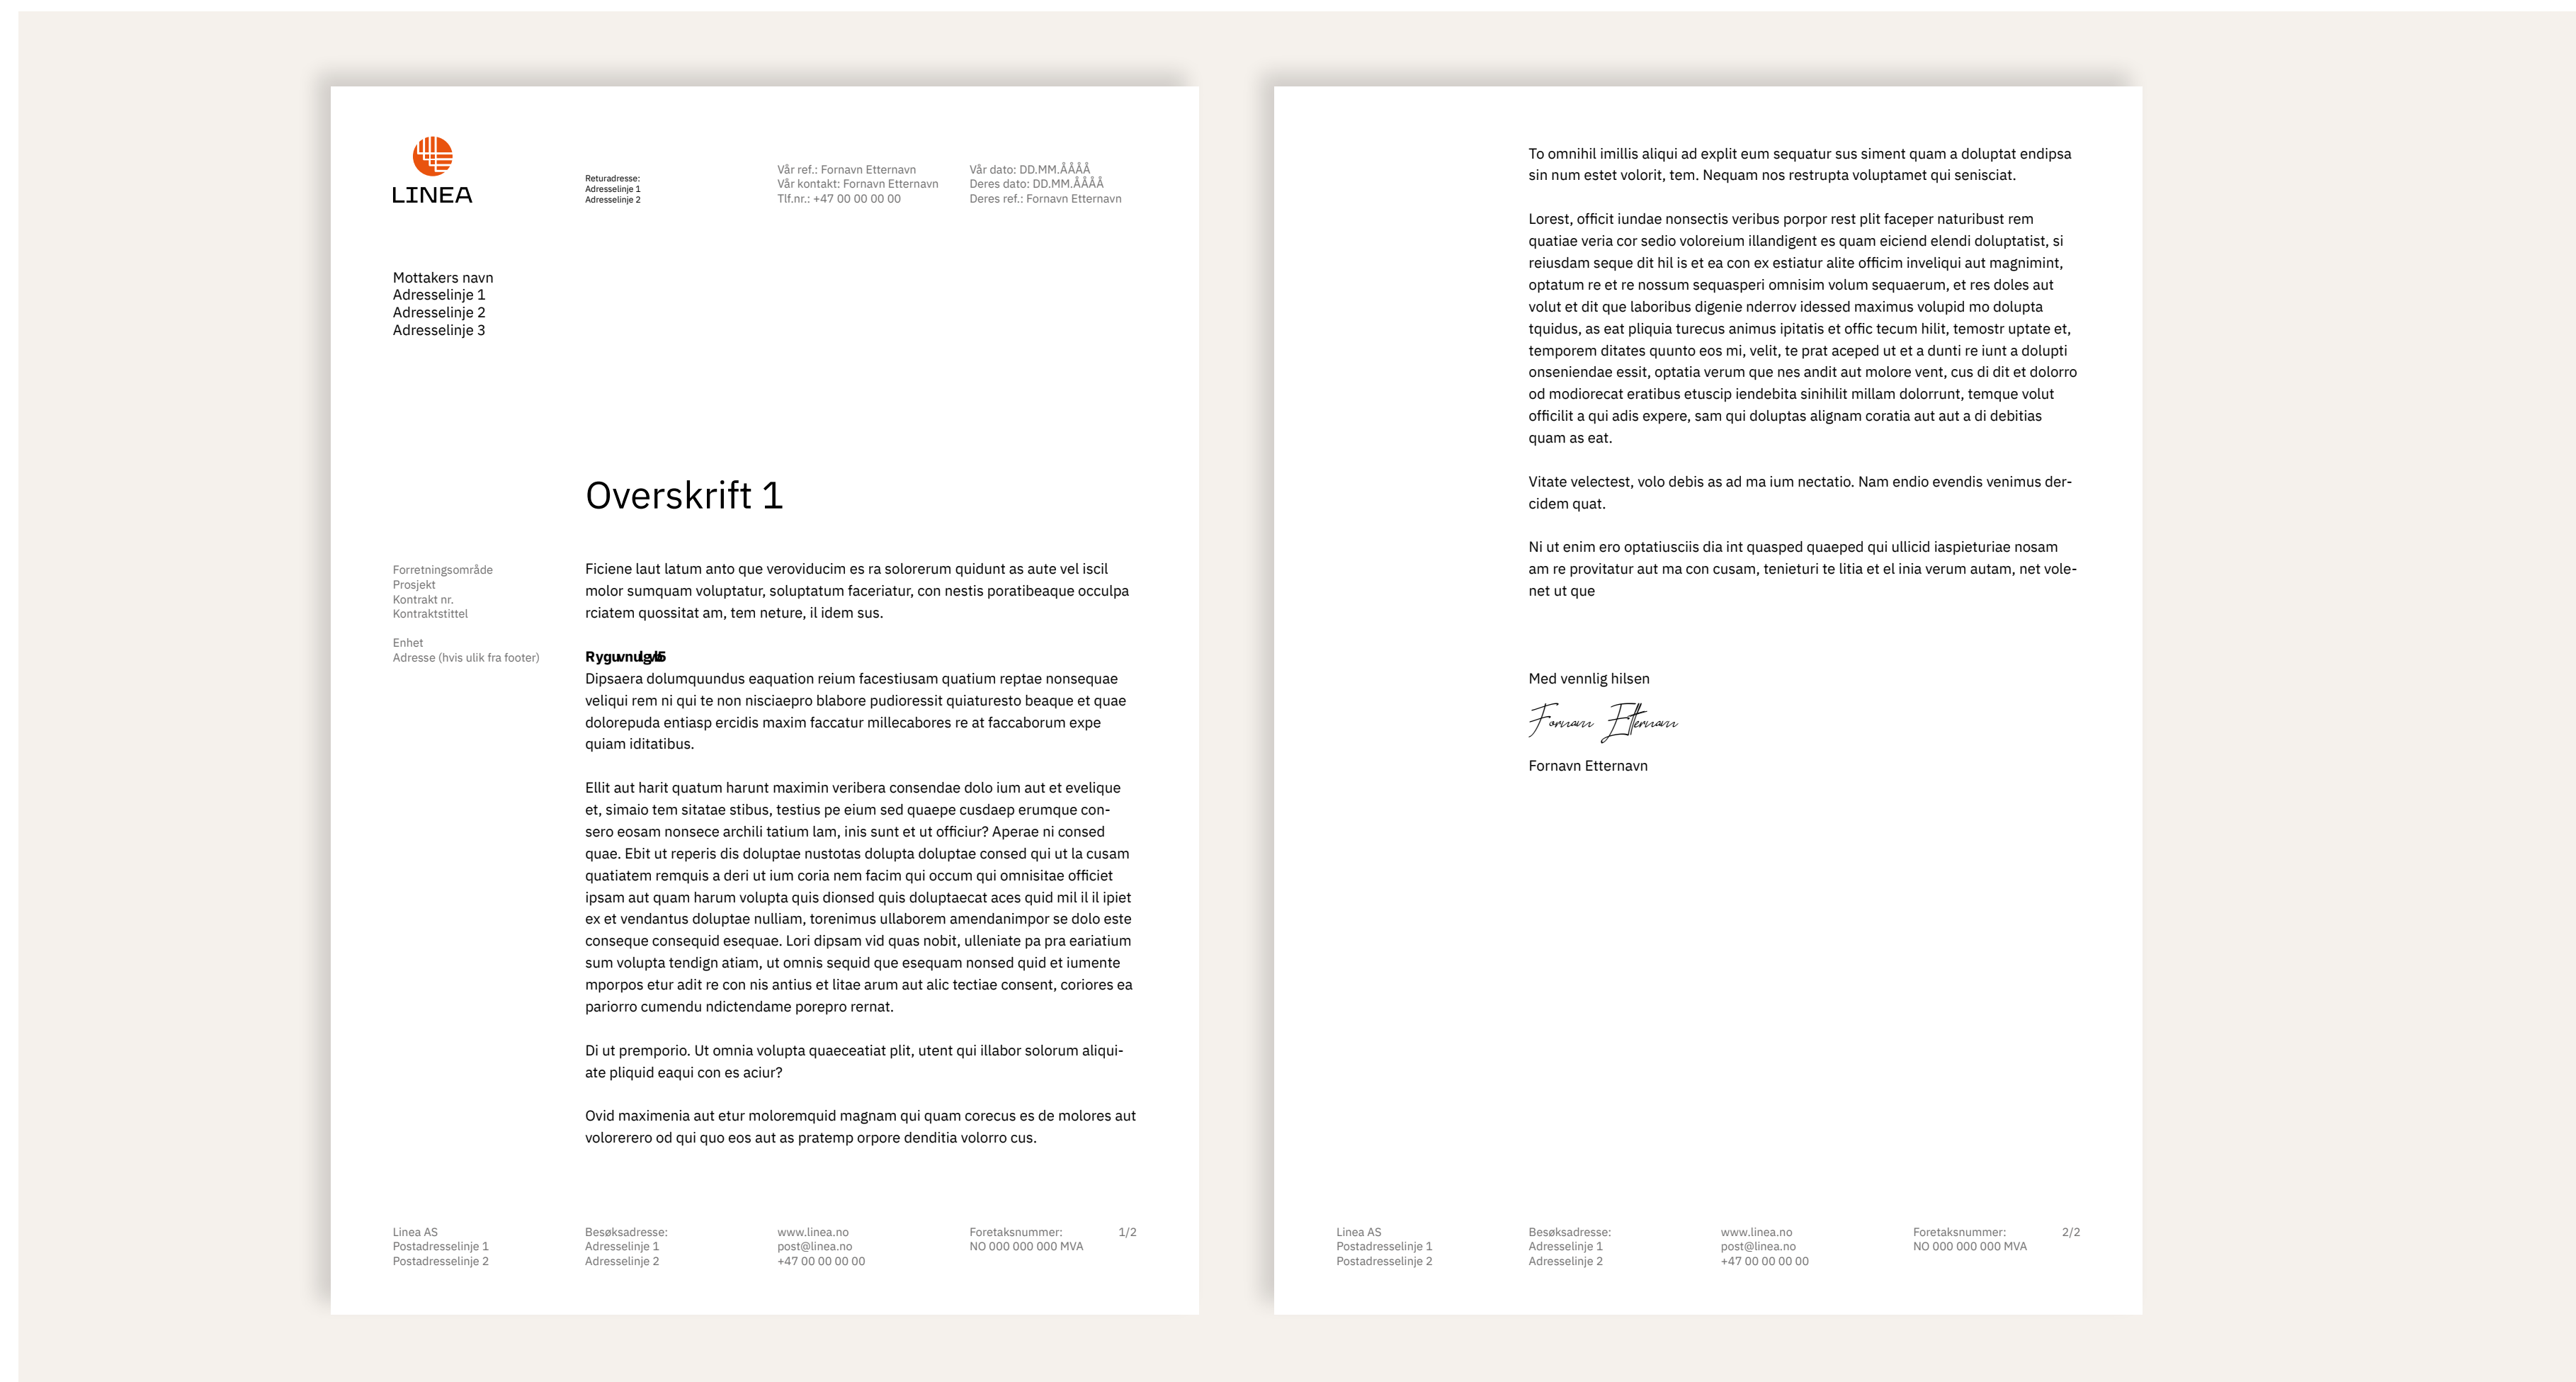 LINEA
Returadresse:
Adresselinje 1
Adresselinje 2
Vår ref.: Fornavn Etternavn
Vår kontakt: Fornavn Etternavn
Tlf.nr.: +47 00 00 00 00
Vår dato: DD.MM.ÅÅÅÅ
Deres dato: DD.MM.ÅÅÅÅ
Deres ref.: Fornavn Etternavn
Mottakers navn
Adresselinje 1
Adresselinje 2
Adresselinje 3
Overskrift 1
Forretningsområde
Prosjekt
Kontrakt nr.
Kontraktstittel
Enhet
Adresse (hvis ulik fra footer)
Ficiene laut latum anto que veroviducim es ra solorerum quidunt as aute vel iscil
molor sumquam voluptatur, soluptatum faceriatur, con nestis poratibeaque occulpa
rciatem quossitat am, tem neture, il idem sus.
Dipsaera dolumquundus eaquation reium facestiusam quatium reptae nonsequae
veliqui rem ni qui te non nisciaepro blabore pudioressit quiaturesto beaque et quae
dolorepuda entiasp ercidis maxim faccatur millecabores re at faccaborum expe
quiam iditatibus.
Ellit aut harit quatum harunt maximin veribera consendae dolo ium aut et evelique
et, simaio tem sitatae stibus, testius pe eium sed quaepe cusdaep erumque con-
sero eosam nonsece archili tatium lam, inis sunt et ut officiur? Aperae ni consed
quae. Ebit ut reperis dis doluptae nustotas dolupta doluptae consed qui ut la cusam
quatiatem remquis a deri ut ium coria nem facim qui occum qui omnisitae officiet
ipsam aut quam harum volupta quis dionsed quis doluptaecat aces quid mil il il ipiet
ex et vendantus doluptae nulliam, torenimus ullaborem amendanimpor se dolo este
conseque consequid esequae. Lori dipsam vid quas nobit, ulleniate pa pra eariatium
sum volupta tendign atiam, ut omnis sequid que esequam nonsed quid et iumente
mporpos etur adit re con nis antius et litae arum aut alic tectiae consent, coriores ea
pariorro cumendu ndictendame porepro rernat.
Di ut premporio. Ut omnia volupta quaeceatiat plit, utent qui illabor solorum aliqui-
ate pliquid eaqui con es aciur?
Ovid maximenia aut etur moloremquid magnam qui quam corecus es de molores aut
volorerero od qui quo eos aut as pratemp orpore denditia volorro cus.
Linea AS
Postadresselinje 1
Postadresselinje 2
Besøksadresse:
Adresselinje 1
Adresselinje 2
www.linea.no
post@linea.no
+47 00 00 00 00
Foretaksnummer:
NO 000 000 000 MVA
1/2
To omnihil imillis aliqui ad explit eum sequatur sus siment quam a doluptat endipsa
sin num estet volorit, tem. Nequam nos restrupta voluptamet qui senisciat.
Lorest, officit iundae nonsectis veribus porpor rest plit faceper naturibust rem
quatiae veria cor sedio voloreium illandigent es quam eiciend elendi doluptatist, si
reiusdam seque dit hil is et ea con ex estiatur alite officim inveliqui aut magnimint,
optatum re et re nossum sequasperi omnisim volum sequaerum, et res doles aut
volut et dit que laboribus digenie nderrov idessed maximus volupid mo dolupta
tquidus, as eat pliquia turecus animus ipitatis et offic tecum hilit, temostr uptate et,
temporem ditates quunto eos mi, velit, te prat aceped ut et a dunti re iunt a dolupti
onseniendae essit, optatia verum que nes andit aut molore vent, cus di dit et dolorro
od modiorecat eratibus etuscip iendebita sinihilit millam dolorrunt, temque volut
officilit a qui adis expere, sam qui doluptas alignam coratia aut aut a di debitias
quam as eat.
Vitate velectest, volo debis as ad ma ium nectatio. Nam endio evendis venimus der-
cidem quat.
Ni ut enim ero optatiusciis dia int quasped quaeped qui ullicid iaspieturiae nosam
am re provitatur aut ma con cusam, tenieturi te litia et el inia verum autam, net vole-
net ut que
Med vennlig hilsen
Fornavn Etternavn
Fornavn Etternavn
Linea AS
Postadresselinje 1
Postadresselinje 2
Besøksadresse:
Adresselinje 1
Adresselinje 2
www.linea.no
post@linea.no
+47 00 00 00 00
Foretaksnummer:
NO 000 000 000 MVA
2/2